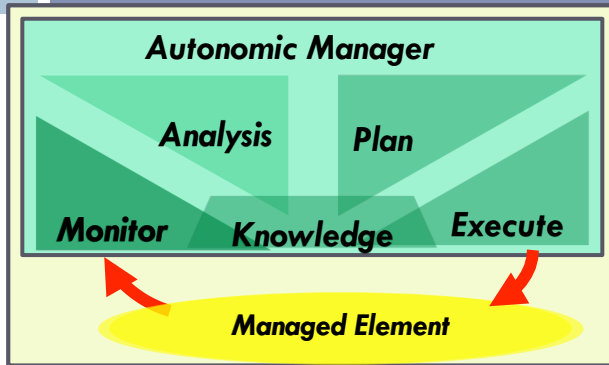 Autonomic Manager
Analysis Plan
Monitor Knowledge Execute
Managed Element